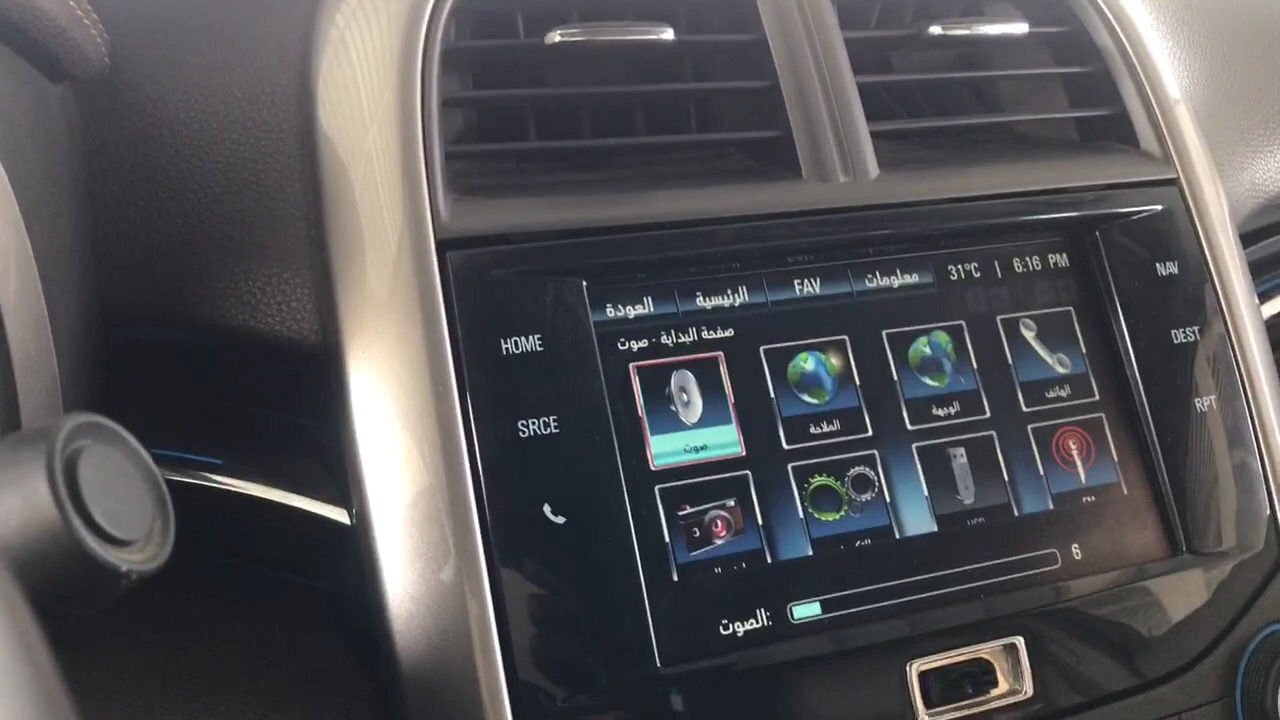 العودة
الرئيسية
FAV
معلومات
31°C | 6:16 PM
صفحة البداية - صوت
صوت
الملاحة
الوجهة
الهاتف
الصوت:
6
HOME
SRCE
NAV
DEST
RPT